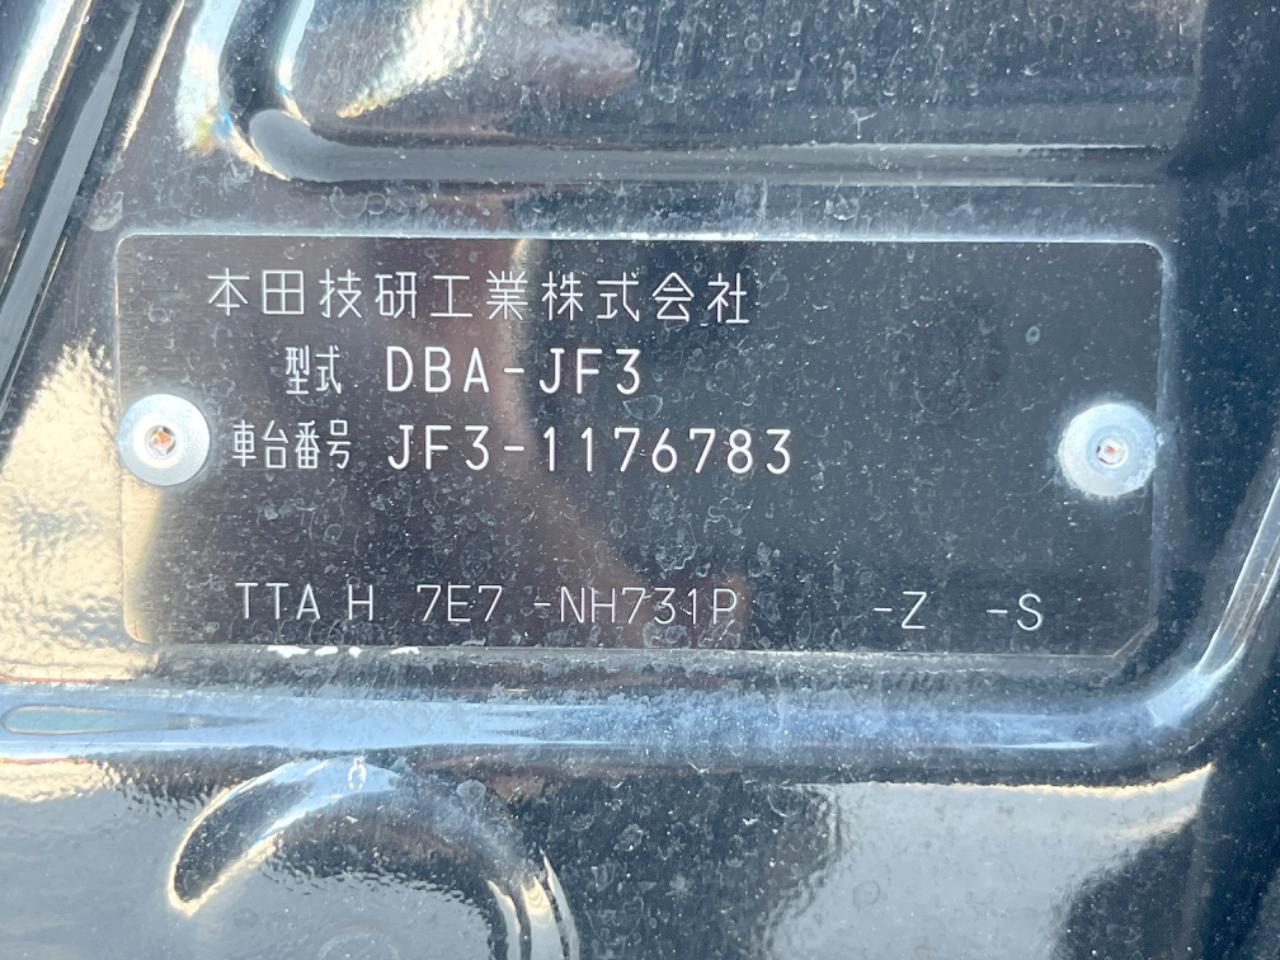 本田技研工業株式会社
型式 DBA-JF3
車台番号 JF3-1176783
TTA H 7E7 -NH731P -Z -S